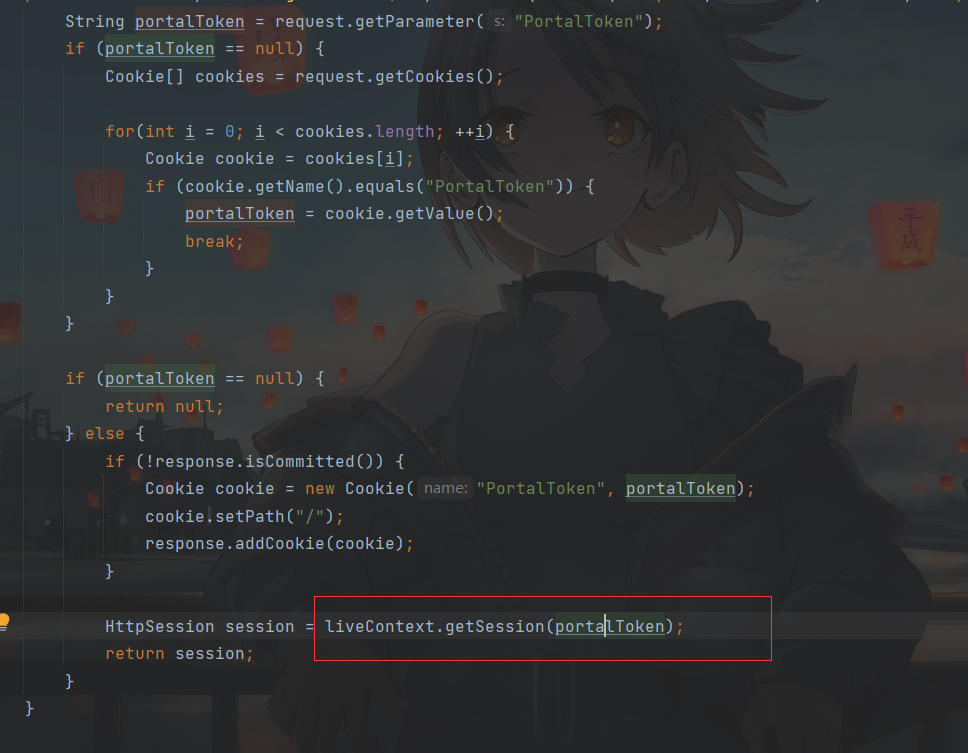 String portalToken = request.getParameter( s: "PortalToken");
if (portalToken == null) {
Cookie[] cookies = request.getCookies();
for(int i = 0; i < cookies.length; ++i) {
Cookie cookie = cookies[i];
if (cookie.getName().equals("PortalToken")) {
portalToken = cookie.getValue();
break;
}
}
}
平成
if (portalToken == null) {
return null;
} else {
if (!response.isCommitted()) {
Cookie cookie = new Cookie( name: "PortalToken", portalToken);
cookie.setPath("/");
response.addCookie(cookie);
}
HttpSession session = liveContext.getSession(portalToken);
return session;
}
}